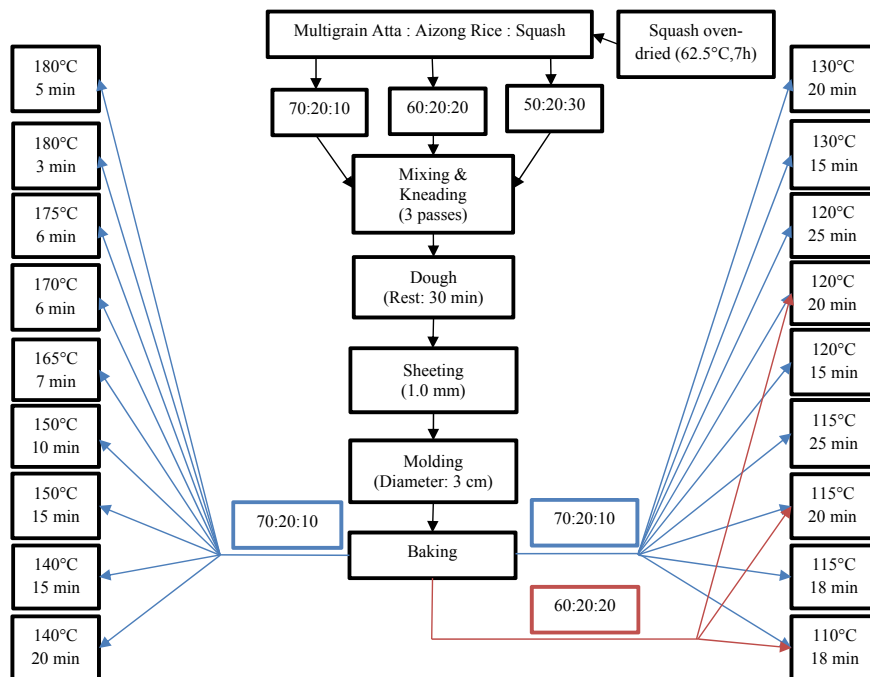 Multigrain Atta : Aizong Rice : Squash
Squash oven-
dried (62.5°C,7h)
70:20:10
60:20:20
50:20:30
Mixing &
Kneading
(3 passes)
Dough
(Rest: 30 min)
Sheeting
(1.0 mm)
Molding
(Diameter: 3 cm)
Baking
70:20:10
70:20:10
60:20:20
180°C
5 min
180°C
3 min
175°C
6 min
170°C
6 min
165°C
7 min
150°C
10 min
150°C
15 min
140°C
15 min
140°C
20 min
130°C
20 min
130°C
15 min
120°C
25 min
120°C
20 min
120°C
15 min
115°C
25 min
115°C
20 min
115°C
18 min
110°C
18 min